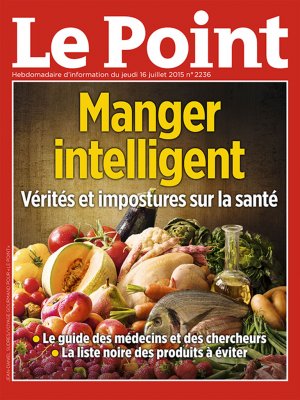 Le Point
Hebdomadaire d'information du jeudi 16 juillet 2015 n° 2236
Manger
intelligent
Vérités et impostures sur la santé
Le guide des médecins et des chercheurs
La liste noire des produits à éviter